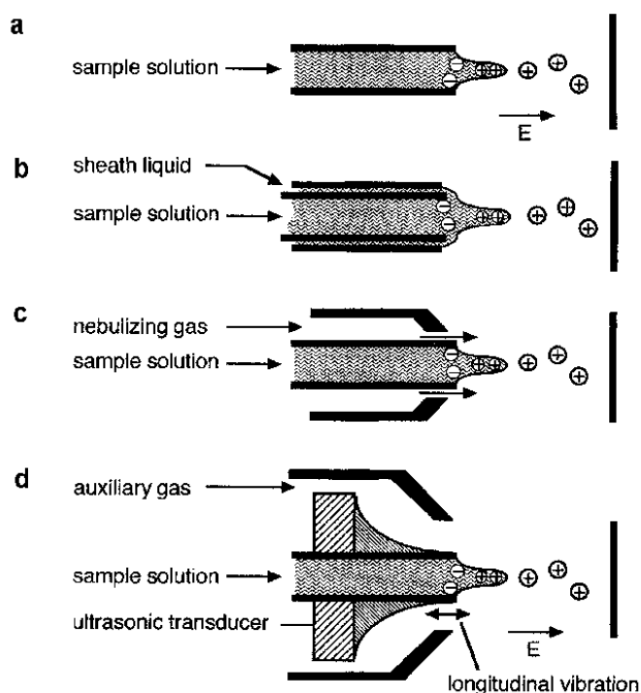 a
sample solution
E
b
sheath liquid
sample solution
c
nebulizing gas
sample solution
d
auxiliary gas
sample solution
ultrasonic transducer
E
longitudinal vibration